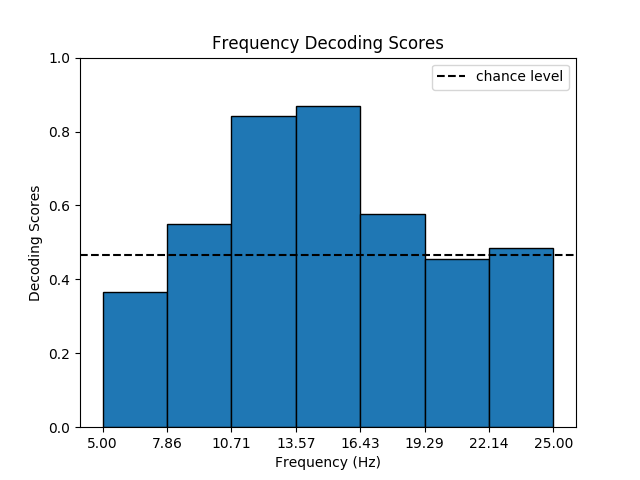 Frequency Decoding Scores
chance level
1.0
0.8
0.6
0.4
0.2
0.0
Decoding Scores
5.00 7.86 10.71 13.57 16.43 19.29 22.14 25.00
Frequency (Hz)